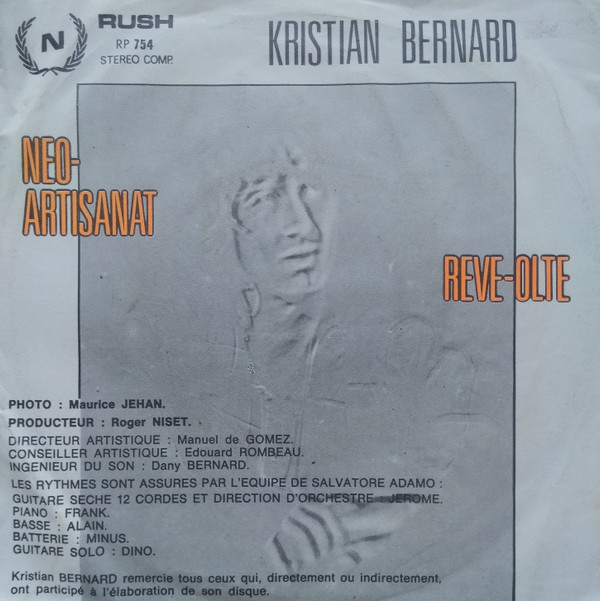 N
RUSH
RP 754
STEREO COMP.
KRISTIAN BERNARD
NEO-
ARTISANAT
REVE-OLTE
PHOTO : Maurice JEHAN.
PRODUCTEUR : Roger NISET.
DIRECTEUR ARTISTIQUE : Manuel de GOMEZ.
CONSEILLER ARTISTIQUE : Edouard ROMBEAU.
INGENIEUR DU SON : Dany BERNARD.
LES RYTHMES SONT ASSURES PAR L'EQUIPE DE SALVATORE ADAMO :
GUITARE SECHE 12 CORDES ET DIRECTION D'ORCHESTRE : JEROME.
PIANO : FRANK.
BASSE : ALAIN.
BATTERIE : MINUS.
GUITARE SOLO : DINO.
Kristian BERNARD remercie tous ceux qui, directement ou indirectement,
ont participé à l'élaboration de son disque.